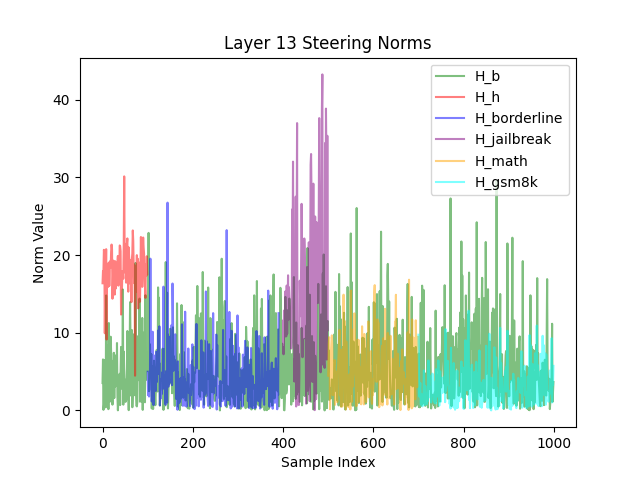 Layer 13 Steering Norms
Norm Value
40
30
20
10
0
H_b
H_h
H_borderline
H_jailbreak
H_math
H_gsm8k
0
200
400
600
800
1000
Sample Index